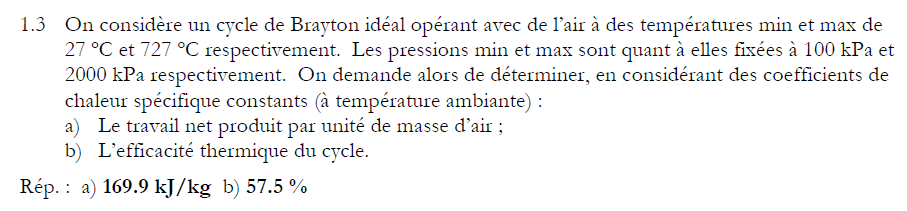 1.3 On considère un cycle de Brayton idéal opérant avec de l'air à des températures min et max de
27 °C et 727 °C respectivement. Les pressions min et max sont quant à elles fixées à 100 kPa et
2000 kPa respectivement. On demande alors de déterminer, en considérant des coefficients de
chaleur spécifique constants (à température ambiante) :
a) Le travail net produit par unité de masse d'air ;
b) L'efficacité thermique du cycle.
Rép. : a) 169.9 kJ/kg b) 57.5 %